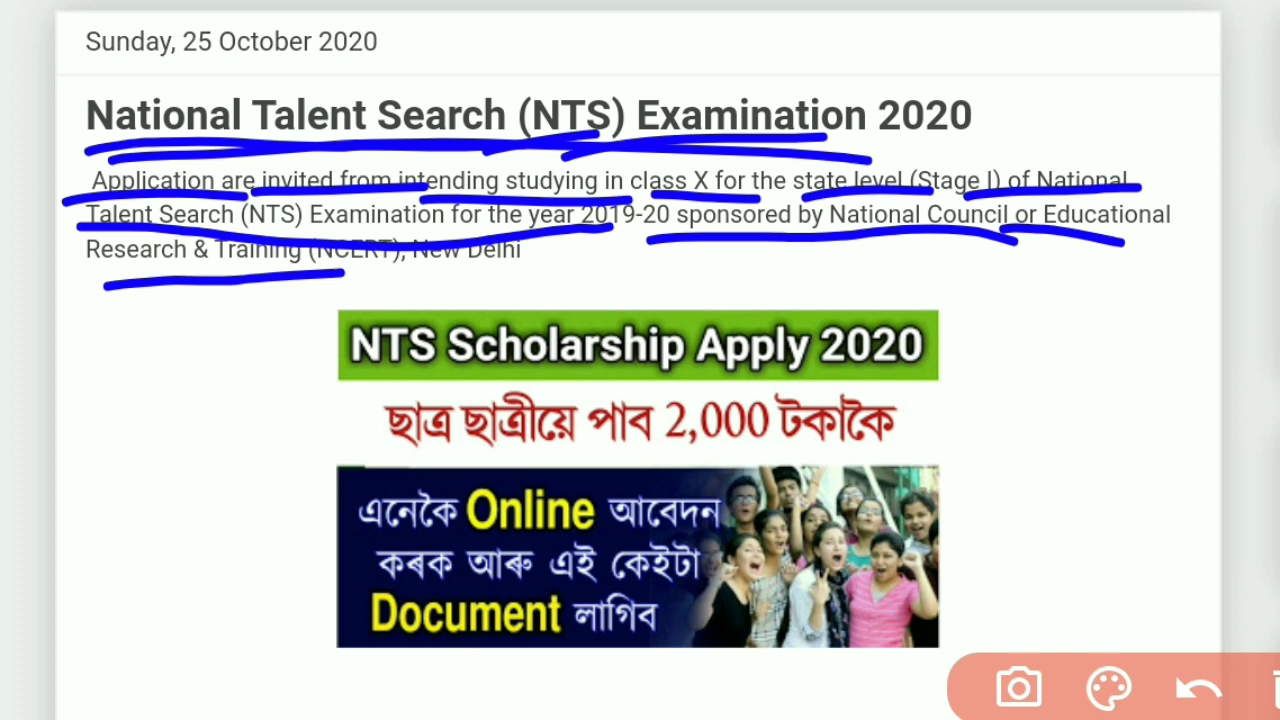 Sunday, 25 October 2020
National Talent Search (NTS) Examination 2020
Application are invited from intending studying in class X for the state level (Stage I) of National
Talent Search (NTS) Examination for the year 2019-20 sponsored by National Council or Educational
Research & Training (NCERT), New Delhi
NTS Scholarship Apply 2020
ছাত্ৰ ছাত্ৰীয়ে পাব 2,000 টকাকৈ
এনেকৈ Online আবেদন
কৰক আৰু এই কেইটা
Document লাগিব